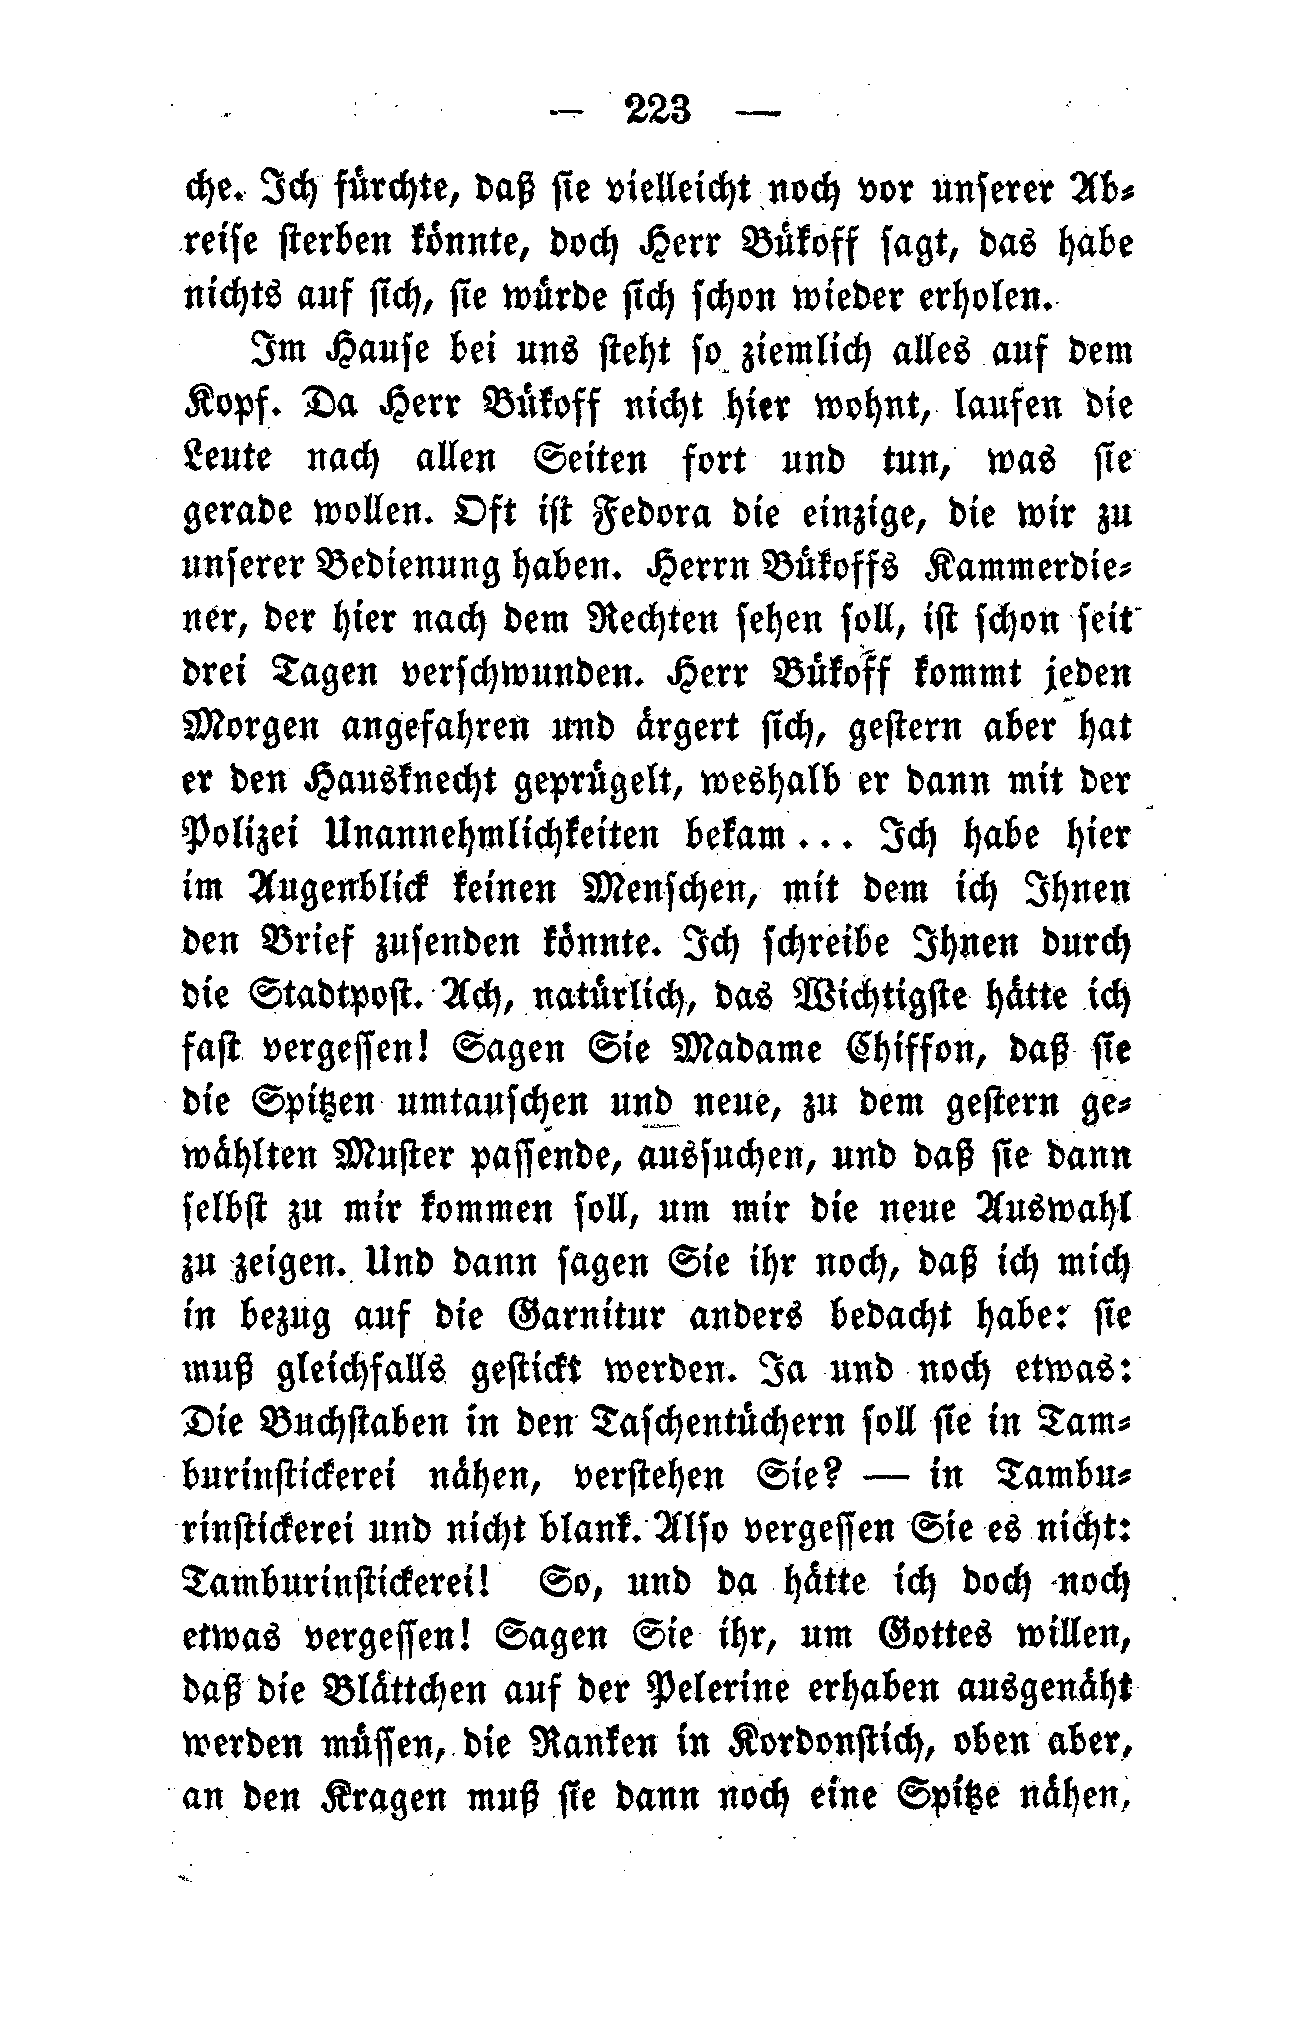 — 223 —
che. Ich fürchte, daß sie vielleicht noch vor unserer Ab-
reise sterben könnte, doch Herr Bükoff sagt, das habe
nichts auf sich, sie würde sich schon wieder erholen.
Im Hause bei uns steht so ziemlich alles auf dem
Kopf. Da Herr Bükoff nicht hier wohnt, laufen die
Leute nach allen Seiten fort und tun, was sie
gerade wollen. Oft ist Fedora die einzige, die wir zu
unserer Bedienung haben. Herrn Bükoffs Kammerdie-
ner, der hier nach dem Rechten sehen soll, ist schon seit
drei Tagen verschwunden. Herr Bükoff kommt jeden
Morgen angefahren und ärgert sich, gestern aber hat
er den Hausknecht geprügelt, weshalb er dann mit der
Polizei Unannehmlichkeiten bekam... Ich habe hier
im Augenblick keinen Menschen, mit dem ich Ihnen
den Brief zusenden könnte. Ich schreibe Ihnen durch
die Stadtpost. Ach, natürlich, das Wichtigste hätte ich
fast vergessen! Sagen Sie Madame Chiffon, daß sie
die Spitzen umtauschen und neue, zu dem gestern ge-
wählten Muster passende, aussuchen, und daß sie dann
selbst zu mir kommen soll, um mir die neue Auswahl
zu zeigen. Und dann sagen Sie ihr noch, daß ich mich
in bezug auf die Garnitur anders bedacht habe: sie
muß gleichfalls gestickt werden. Ja und noch etwas:
Die Buchstaben in den Taschentüchern soll sie in Tam-
burinstickerei nähen, verstehen Sie? — in Tambu-
rinstickerei und nicht blank. Also vergessen Sie es nicht:
Tamburinstickerei! So, und da hätte ich doch noch
etwas vergessen! Sagen Sie ihr, um Gottes willen,
daß die Blättchen auf der Pelerine erhaben ausgenäht
werden müssen, die Ranken in Kordonstich, oben aber,
an den Kragen muß sie dann noch eine Spitze nähen,